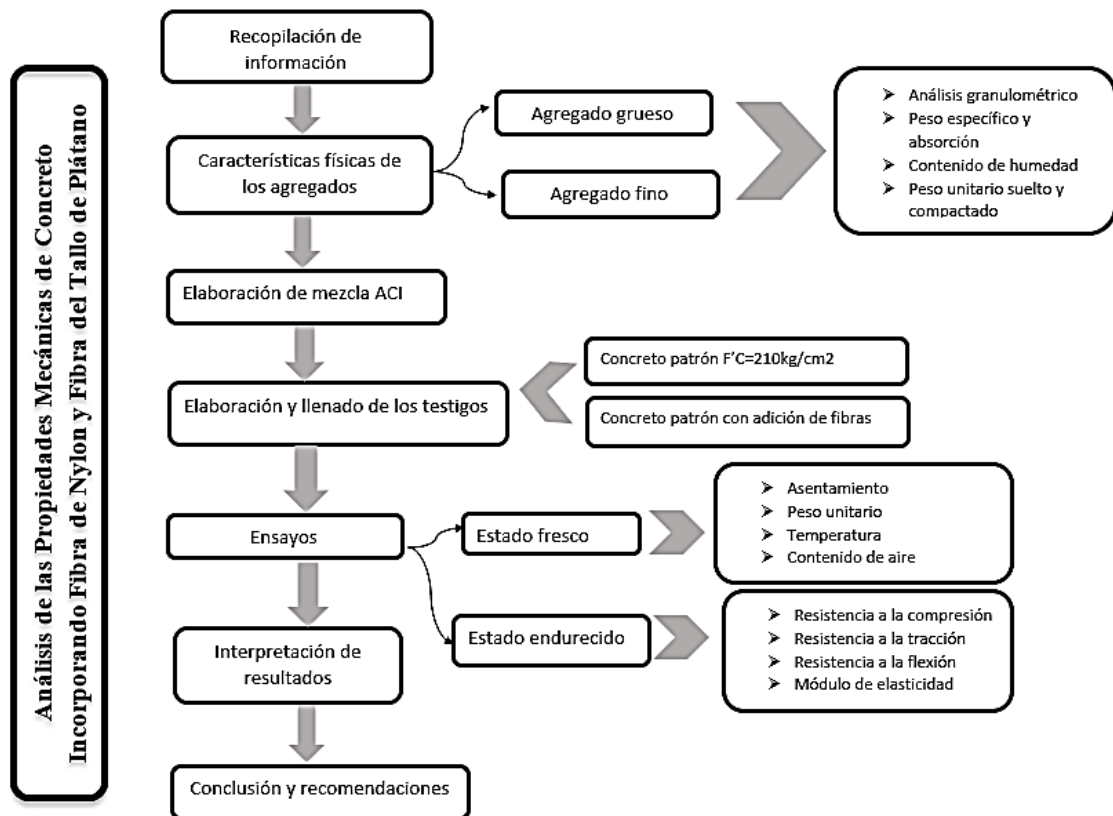 Análisis de las Propiedades Mecánicas de Concreto
Incorporando Fibra de Nylon y Fibra del Tallo de Plátano
Recopilación de
información
Características físicas de
los agregados
Agregado grueso
Agregado fino
➤ Análisis granulométrico
➤ Peso específico y
absorción
➤ Contenido de humedad
➤ Peso unitario suelto y
compactado
Elaboración de mezcla ACI
Elaboración y llenado de los testigos
Concreto patrón F'C=210kg/cm2
Concreto patrón con adición de fibras
Ensayos
Estado fresco
➤ Asentamiento
➤ Peso unitario
➤ Temperatura
➤ Contenido de aire
Estado endurecido
➤ Resistencia a la compresión
➤ Resistencia a la tracción
➤ Resistencia a la flexión
➤ Módulo de elasticidad
Interpretación de
resultados
Conclusión y recomendaciones